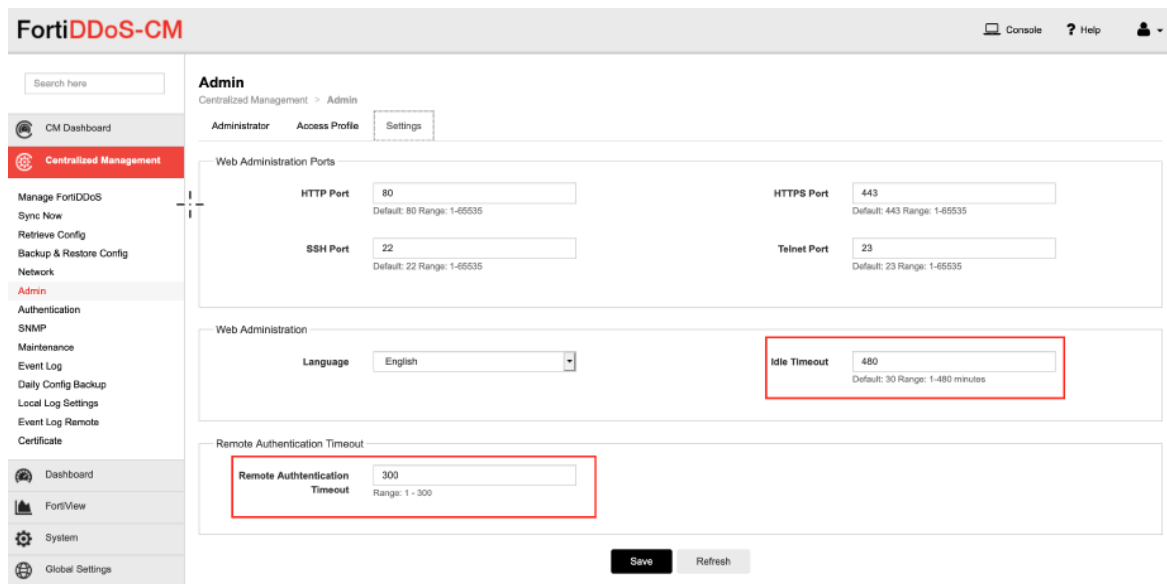 FortiDDoS-CM
Console
? Help
Search here
Admin
Centralized Management > Admin
Administrator Access Profile Settings
CM Dashboard
Centralized Management
Manage FortiDDoS
Sync Now
Retrieve Config
Backup & Restore Config
Network
Admin
Authentication
SNMP
Maintenance
Event Log
Daily Config Backup
Local Log Settings
Event Log Remote
Certificate
Dashboard
FortiView
System
Global Settings
Web Administration Ports
HTTP Port 80
Default: 80 Range: 1-65535
HTTPS Port 443
Default: 443 Range: 1-65535
SSH Port 22
Default: 22 Range: 1-65535
Telnet Port 23
Default: 23 Range: 1-65535
Web Administration
Language English
Idle Timeout 480
Default: 30 Range: 1-480 minutes
Remote Authentication Timeout
Remote Authtentication
Timeout
300
Range: 1 - 300
Save Refresh